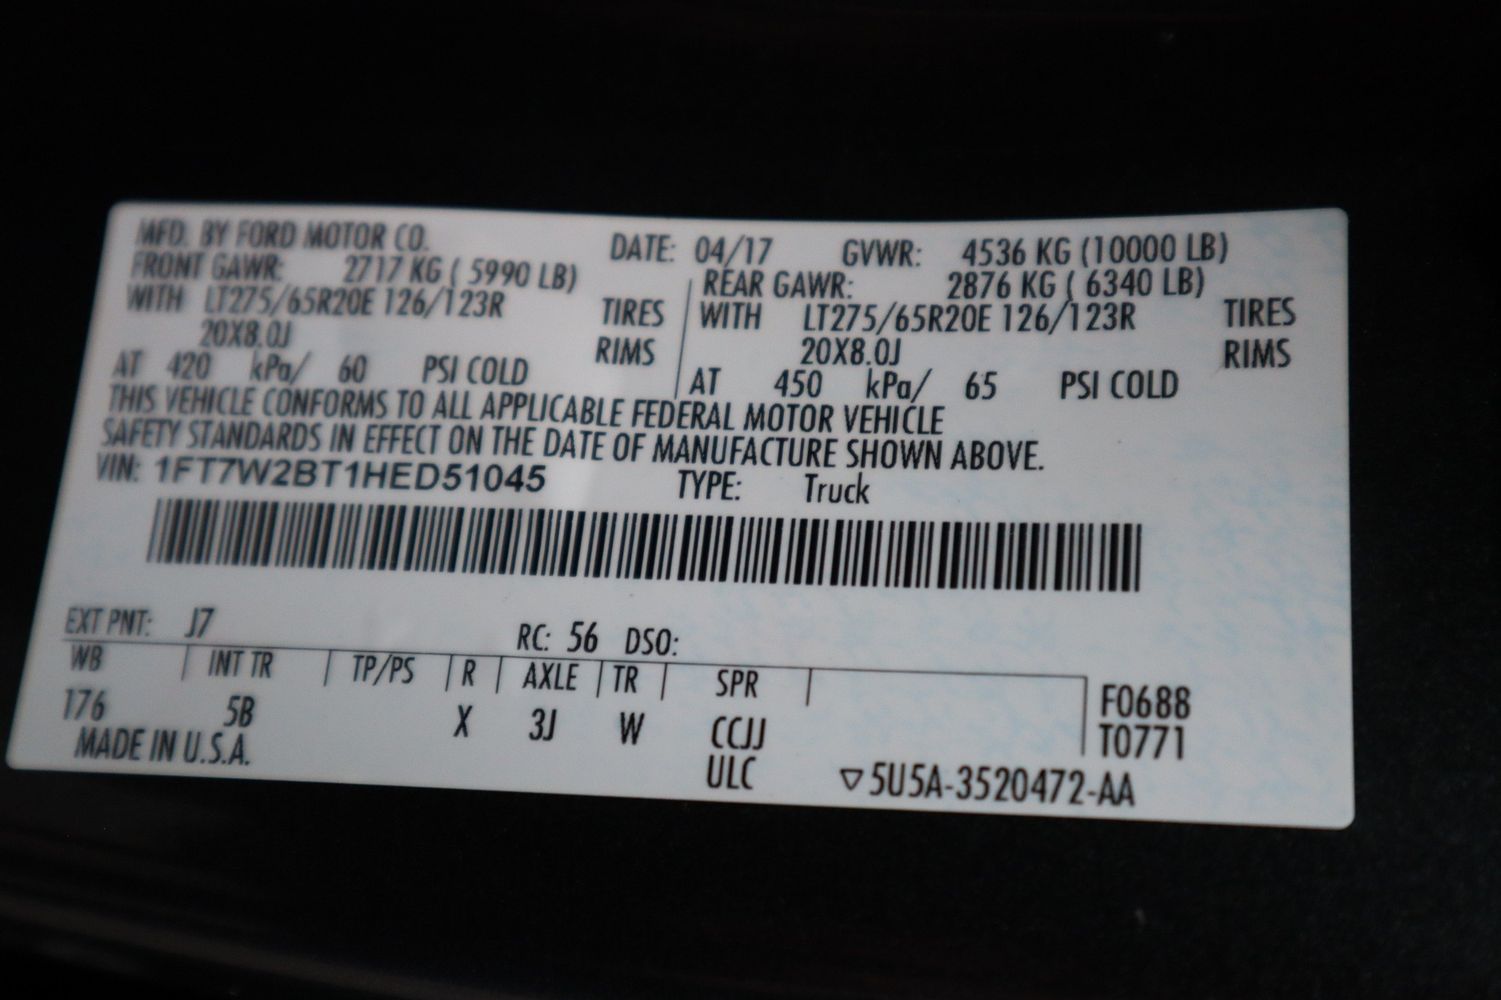 MFD. BY FORD MOTOR CO. DATE: 04/17 GVWR: 4536 KG (10000 LB)
FRONT GAWR: 2717 KG ( 5990 LB) REAR GAWR: 2876 KG ( 6340 LB)
WITH LT275/65R20E 126/123R TIRES WITH LT275/65R20E 126/123R TIRES
20X8.0J RIMS 20X8.0J RIMS
AT 420 kPa/ 60 PSI COLD AT 450 kPa/ 65 PSI COLD
THIS VEHICLE CONFORMS TO ALL APPLICABLE FEDERAL MOTOR VEHICLE
SAFETY STANDARDS IN EFFECT ON THE DATE OF MANUFACTURE SHOWN ABOVE.
VIN: 1FT7W2BT1HED51045 TYPE: Truck
EXT PNT: J7 RC: 56 DSO:
WB INT TR TP/PS R AXLE TR SPR F0688
176 5B X 3J W CCJJ T0771
MADE IN U.S.A. ULC ▽5U5A-3520472-AA